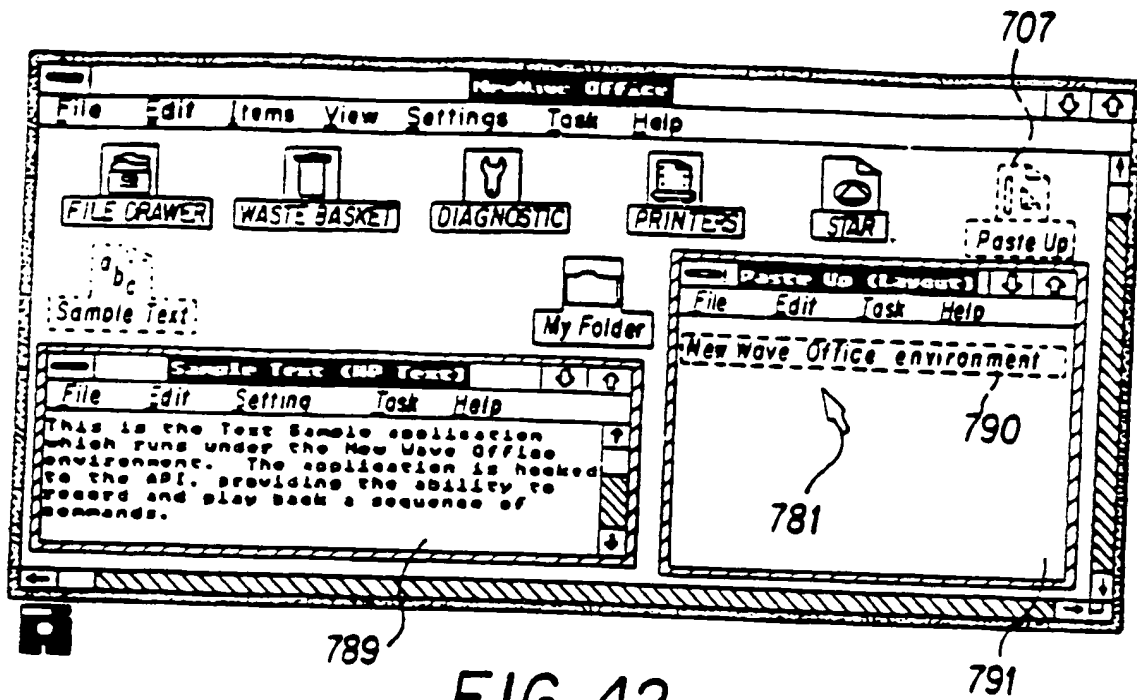 707
NewWave Office
File Edit Items View Settings Task Help
FILE DRAWER WASTE BASKET DIAGNOSTIC PRINTERS STAR Paste Up
abc
Sample Text
My Folder
Paste Up (Layout)
File Edit Task Help
New Wave Office environment
790
781
Sample Text (HP Text)
File Edit Setting Task Help
This is the Text Sample application
which runs under the New Wave Office
environment. The application is hooked
to the API, providing the ability to
record and play back a sequence of
commands.
789
791
FIG 42